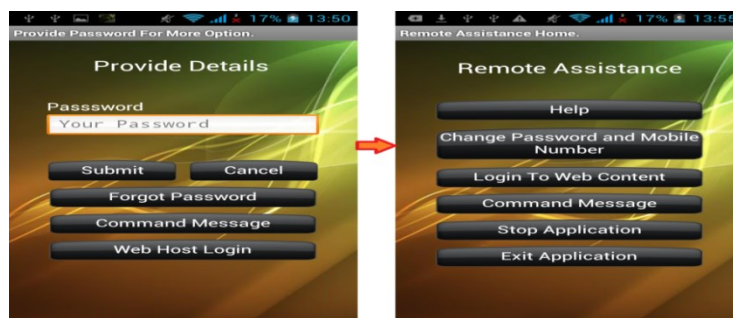 17% 13:50
Provide Password For More Option.
Provide Details
Passsword
Your Password
Submit Cancel
Forgot Password
Command Message
Web Host Login
17% 13:55
Remote Assistance Home.
Remote Assistance
Help
Change Password and Mobile
Number
Login To Web Content
Command Message
Stop Application
Exit Application